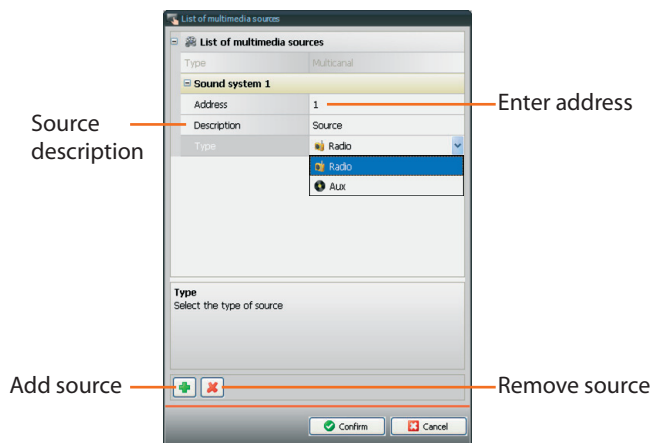 List of multimedia sources
List of multimedia sources
Type Multicanal
Sound system 1
Address 1
Enter address
Source description
Description Source
Type Radio
Radio
Aux
Type
Select the type of source
Add source
Remove source
Confirm Cancel